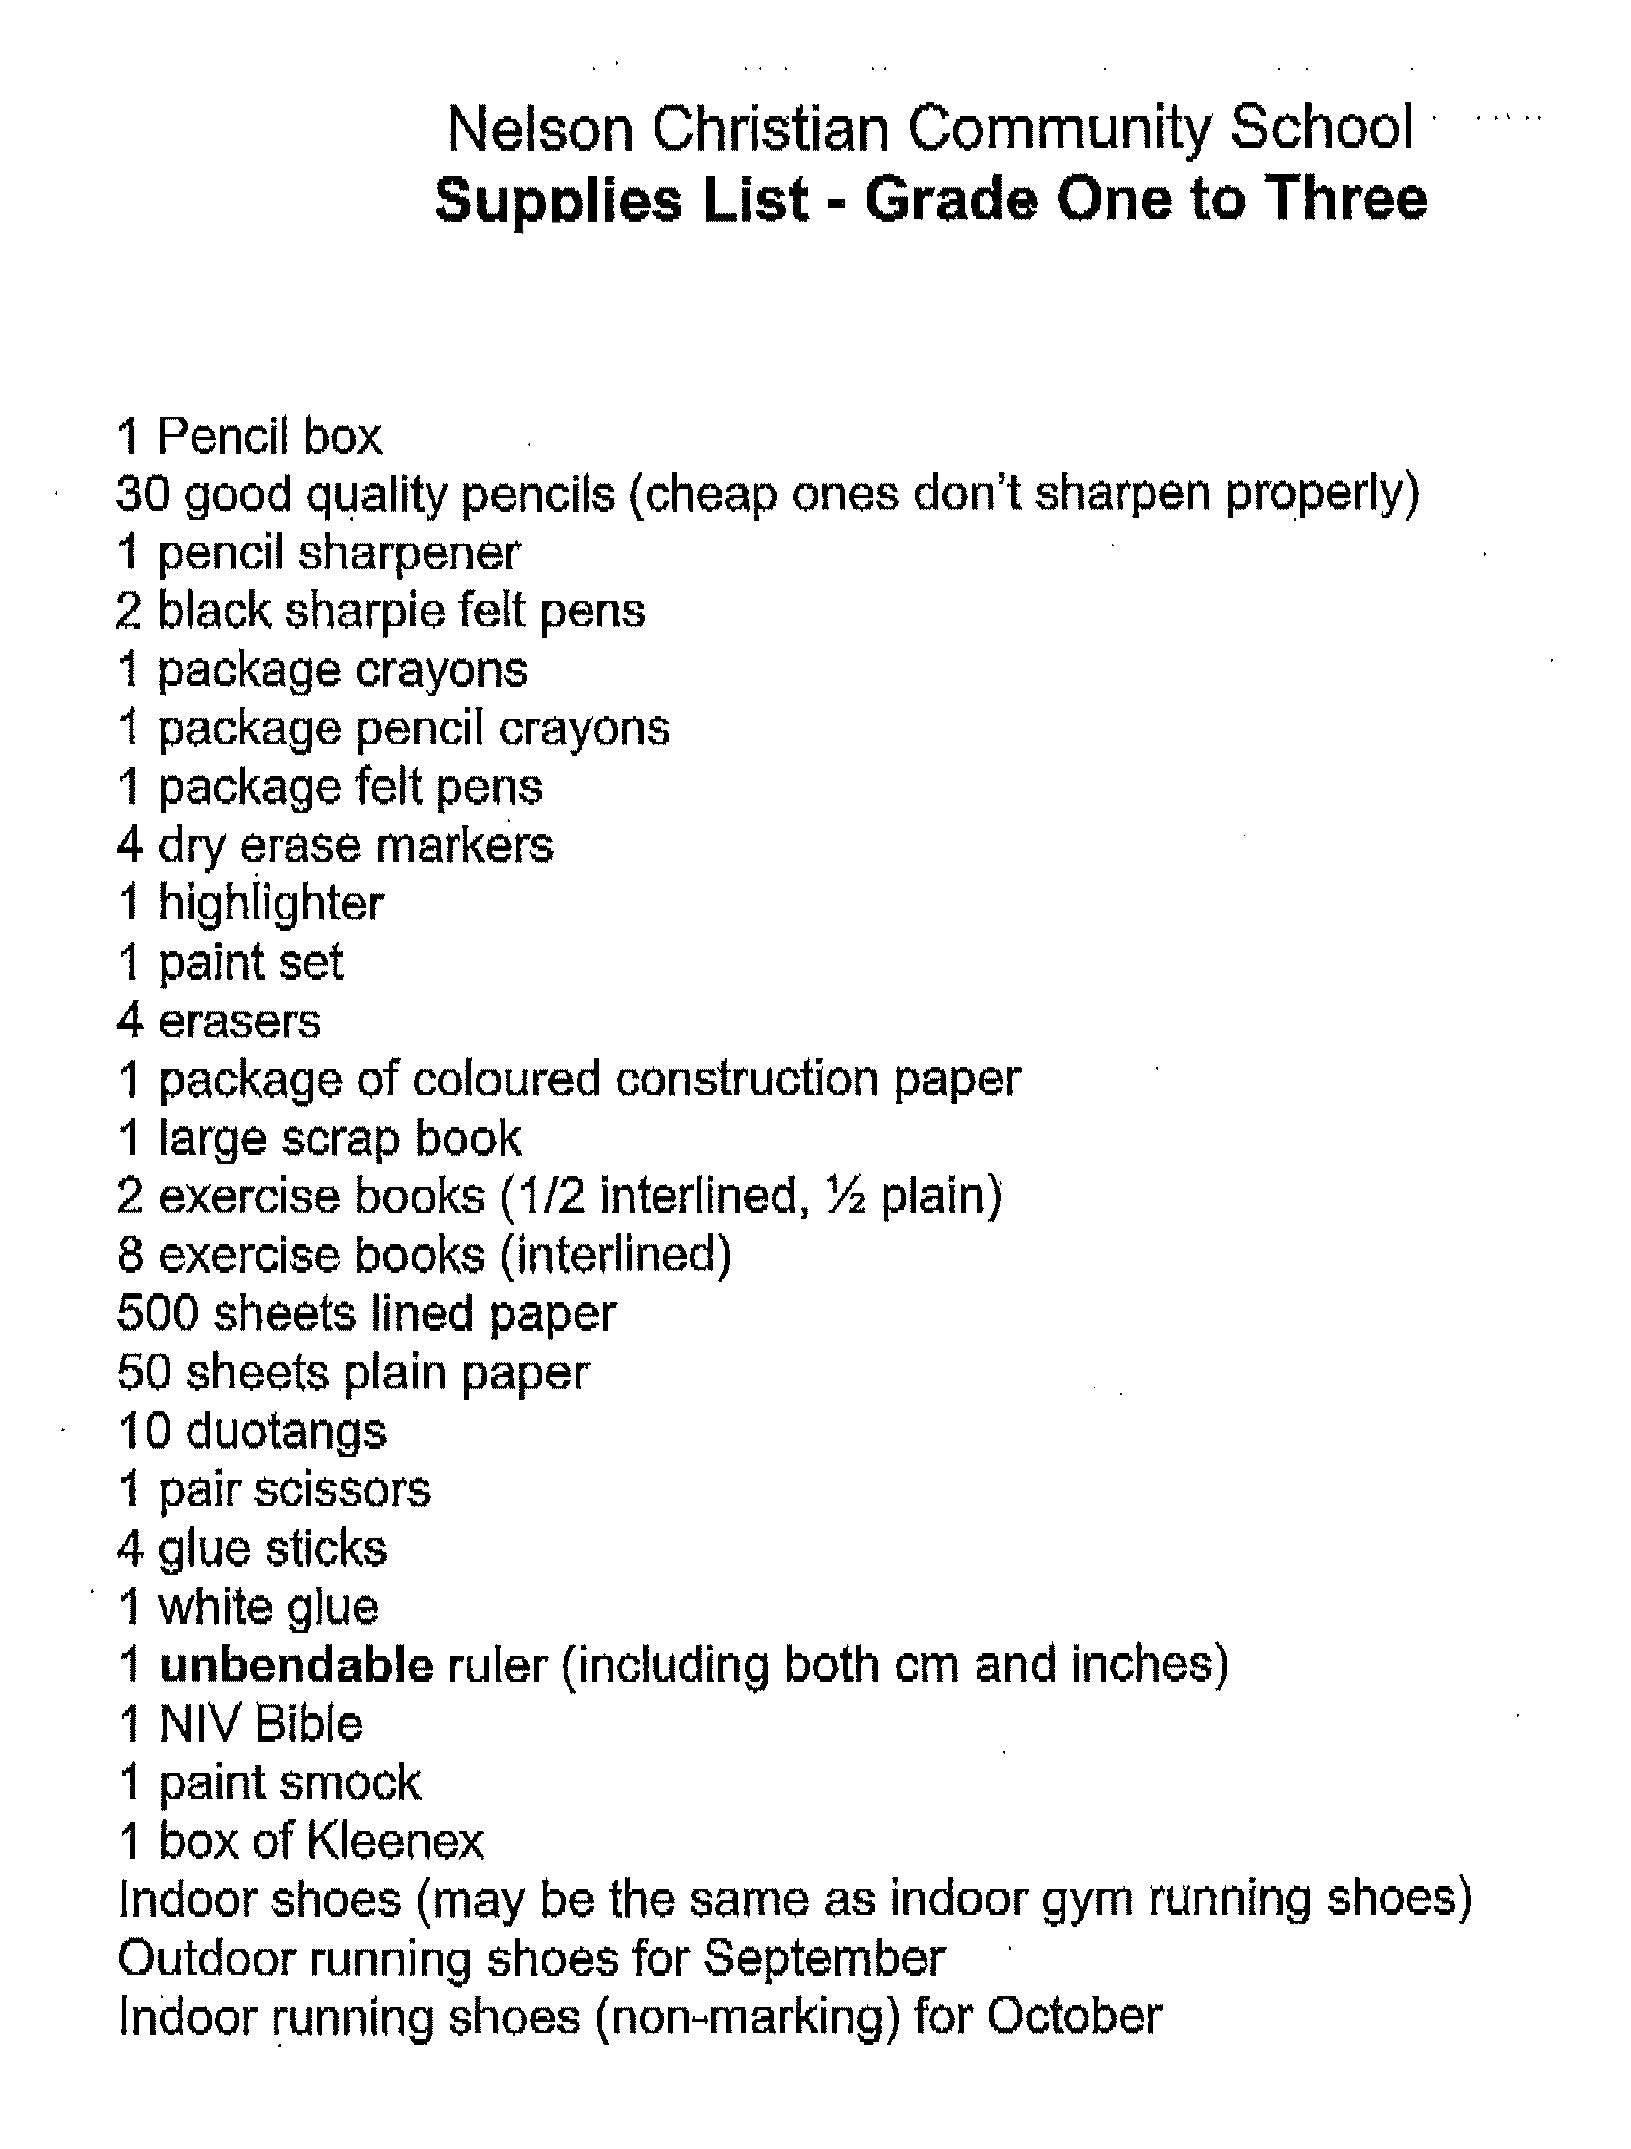 Nelson Christian Community School
Supplies List - Grade One to Three
1 Pencil box
30 good quality pencils (cheap ones don't sharpen properly)
1 pencil sharpener
2 black sharpie felt pens
1 package crayons
1 package pencil crayons
1 package felt pens
4 dry erase markers
1 highlighter
1 paint set
4 erasers
1 package of coloured construction paper
1 large scrap book
2 exercise books (1/2 interlined, ½ plain)
8 exercise books (interlined)
500 sheets lined paper
50 sheets plain paper
10 duotangs
1 pair scissors
4 glue sticks
1 white glue
1 unbendable ruler (including both cm and inches)
1 NIV Bible
1 paint smock
1 box of Kleenex
Indoor shoes (may be the same as indoor gym running shoes)
Outdoor running shoes for September
Indoor running shoes (non-marking) for October